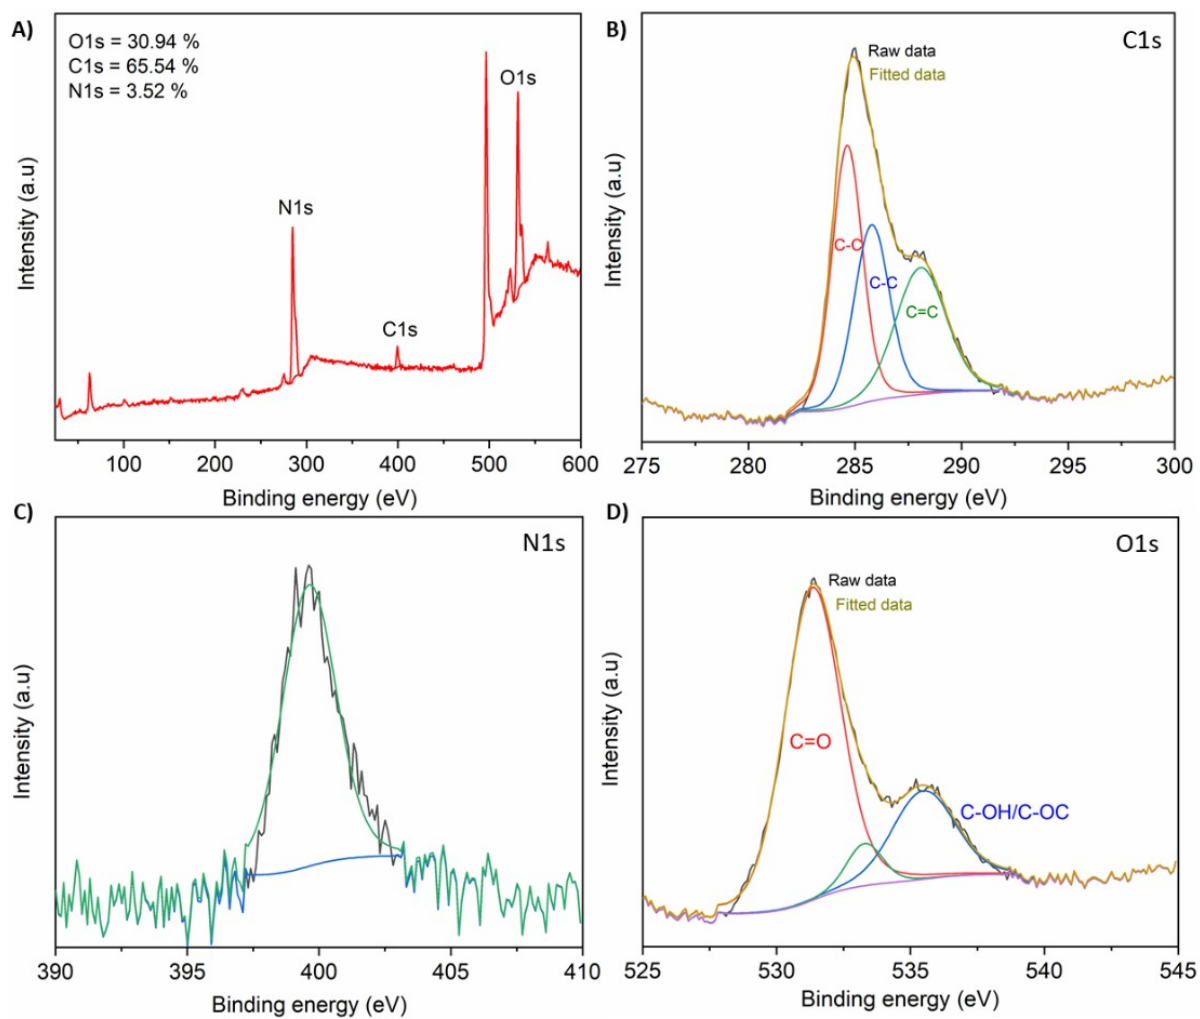 A)
O1s = 30.94 %
C1s = 65.54 %
N1s = 3.52 %
O1s
N1s
C1s
Intensity (a.u)
100 200 300 400 500 600
Binding energy (eV)
B)
C1s
Raw data
Fitted data
C-C
C-C
C=C
Intensity (a.u)
275 280 285 290 295 300
Binding energy (eV)
C)
N1s
Intensity (a.u)
390 395 400 405 410
Binding energy (eV)
D)
O1s
Raw data
Fitted data
C=O
C-OH/C-OC
Intensity (a.u)
525 530 535 540 545
Binding energy (eV)